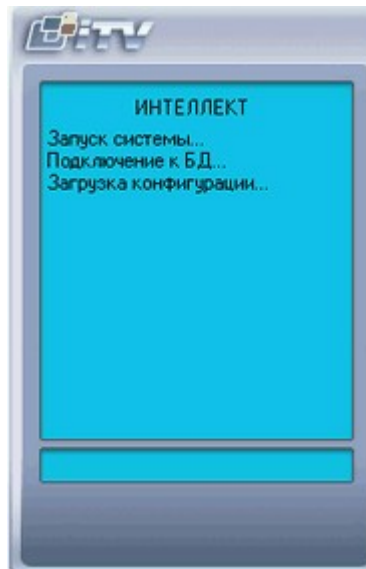 iTV
ИНТЕЛЛЕКТ
Запуск системы...
Подключение к БД...
Загрузка конфигурации...